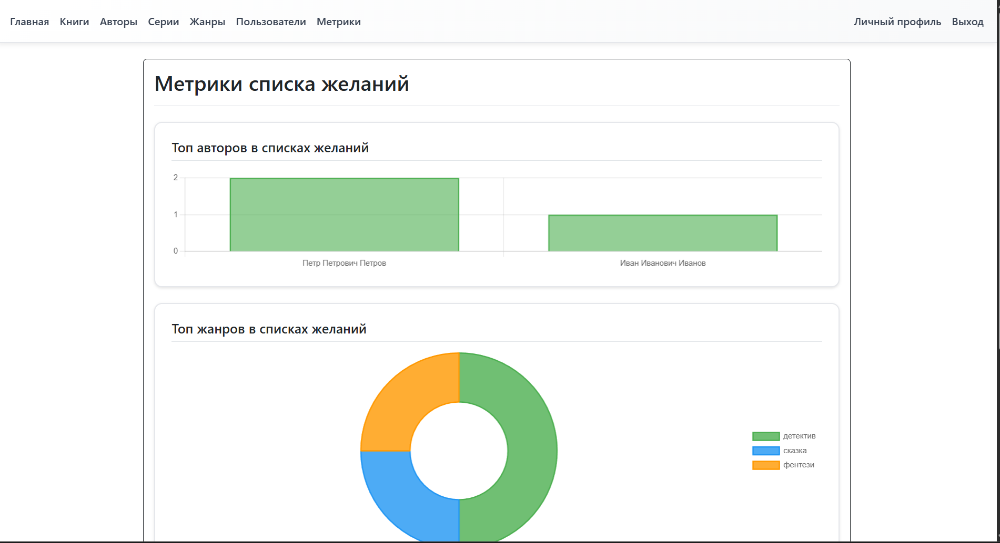 Главная Книги Авторы Серии Жанры Пользователи Метрики Личный профиль Выход
Метрики списка желаний
Топ авторов в списках желаний
2
1
0
Петр Петрович Петров Иван Иванович Иванов
Топ жанров в списках желаний
детектив
сказка
фентези